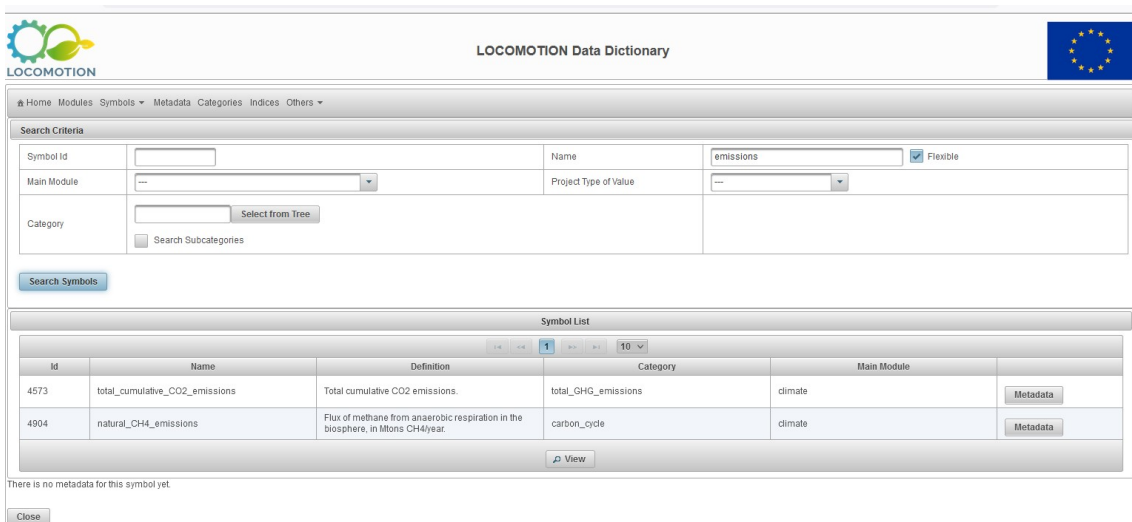 LOCOMOTION
LOCOMOTION Data Dictionary
Home Modules Symbols Metadata Categories Indices Others
Search Criteria
Symbol Id
Name emissions Flexible
Main Module ---
Project Type of Value ---
Category Select from Tree
Search Subcategories
Search Symbols
Symbol List
1 10
Id Name Definition Category Main Module
4573 total_cumulative_CO2_emissions Total cumulative CO2 emissions. total_GHG_emissions climate Metadata
4904 natural_CH4_emissions Flux of methane from anaerobic respiration in the
biosphere, in Mtons CH4/year. carbon_cycle climate Metadata
View
There is no metadata for this symbol yet.
Close